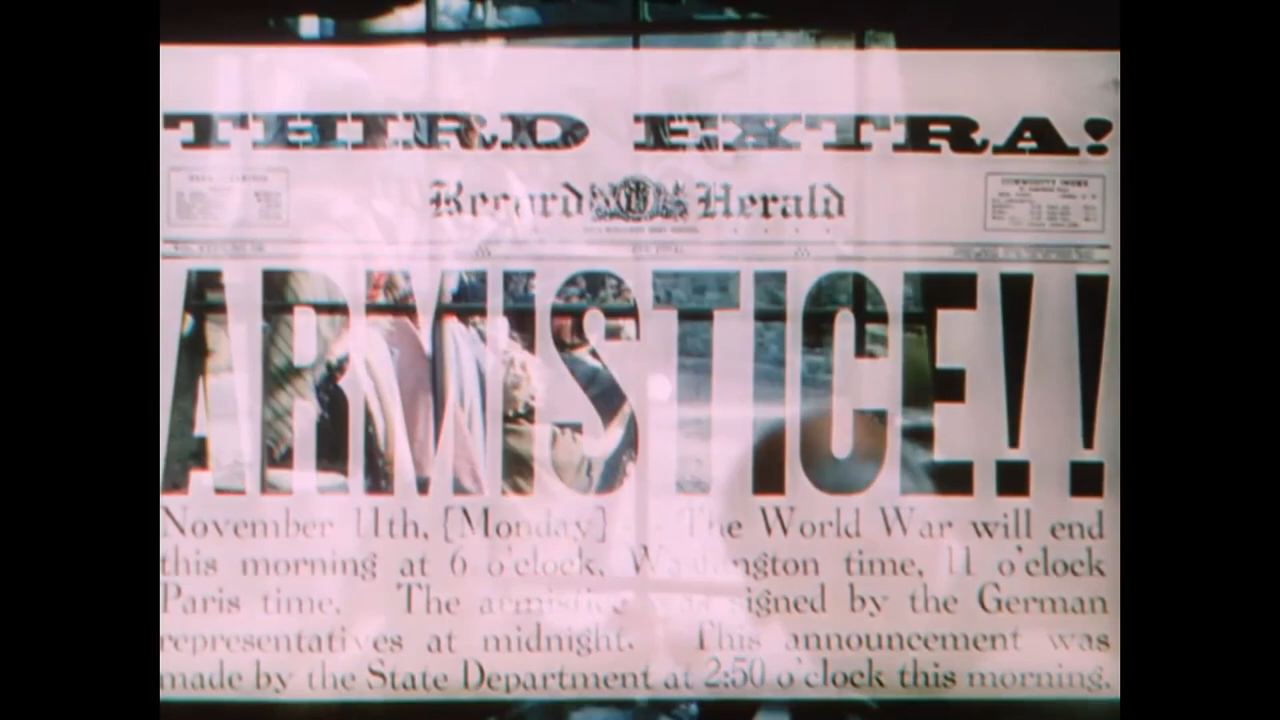 THIRD EXTRA!
Record Herald
COMMODITY INDEX
ARMISTICE!!
November 11th, [Monday] - The World War will end
this morning at 6 o'clock, Washington time, 11 o'clock
Paris time. The armistice was signed by the German
representatives at midnight. This announcement was
made by the State Department at 2:50 o'clock this morning.